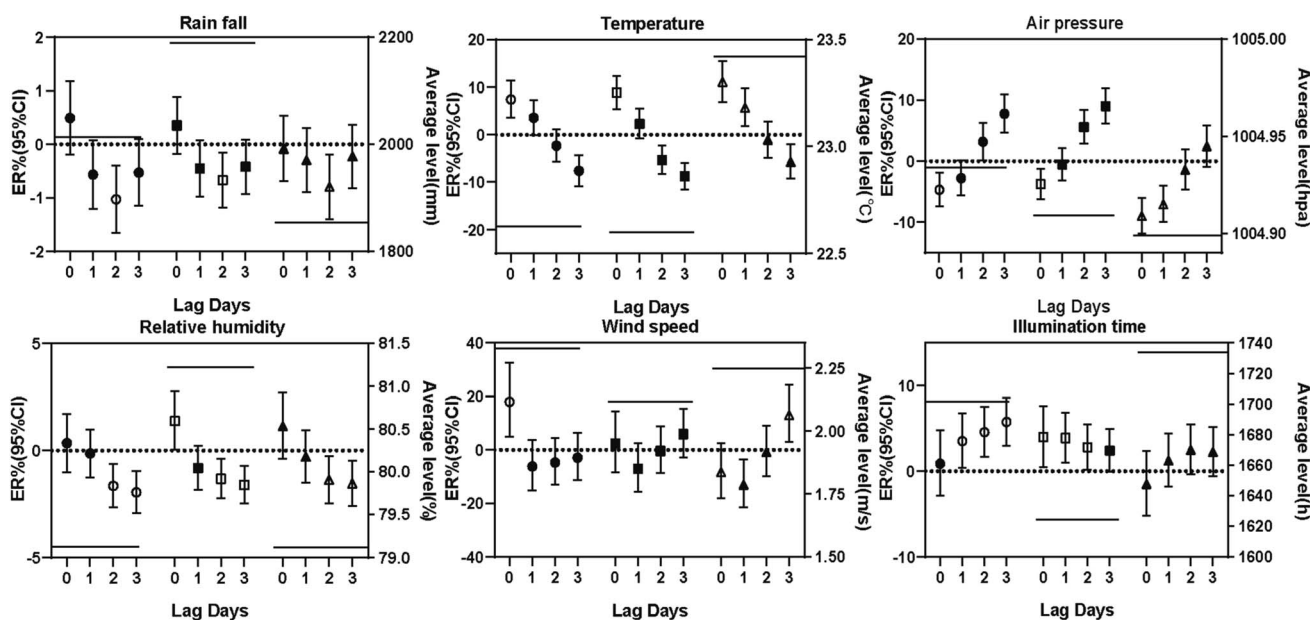 Rain fall
ER%(95%CI)
2
1
0
-1
-2
2200
2000
1800
Average level(mm)
0 1 2 3 0 1 2 3 0 1 2 3
Lag Days
Temperature
ER%(95%CI)
20
10
0
-10
-20
23.5
23.0
22.5
Average level(°C)
0 1 2 3 0 1 2 3 0 1 2 3
Lag Days
Air pressure
ER%(95%CI)
20
10
0
-10
1005.00
1004.95
1004.90
Average level(hpa)
0 1 2 3 0 1 2 3 0 1 2 3
Lag Days
Relative humidity
ER%(95%CI)
5
0
-5
81.5
81.0
80.5
80.0
79.5
79.0
Average level(%)
0 1 2 3 0 1 2 3 0 1 2 3
Lag Days
Wind speed
ER%(95%CI)
40
20
0
-20
-40
2.25
2.00
1.75
1.50
Average level(m/s)
0 1 2 3 0 1 2 3 0 1 2 3
Lag Days
Illumination time
ER%(95%CI)
10
0
-10
1740
1720
1700
1680
1660
1640
1620
1600
Average level(h)
0 1 2 3 0 1 2 3 0 1 2 3
Lag Days